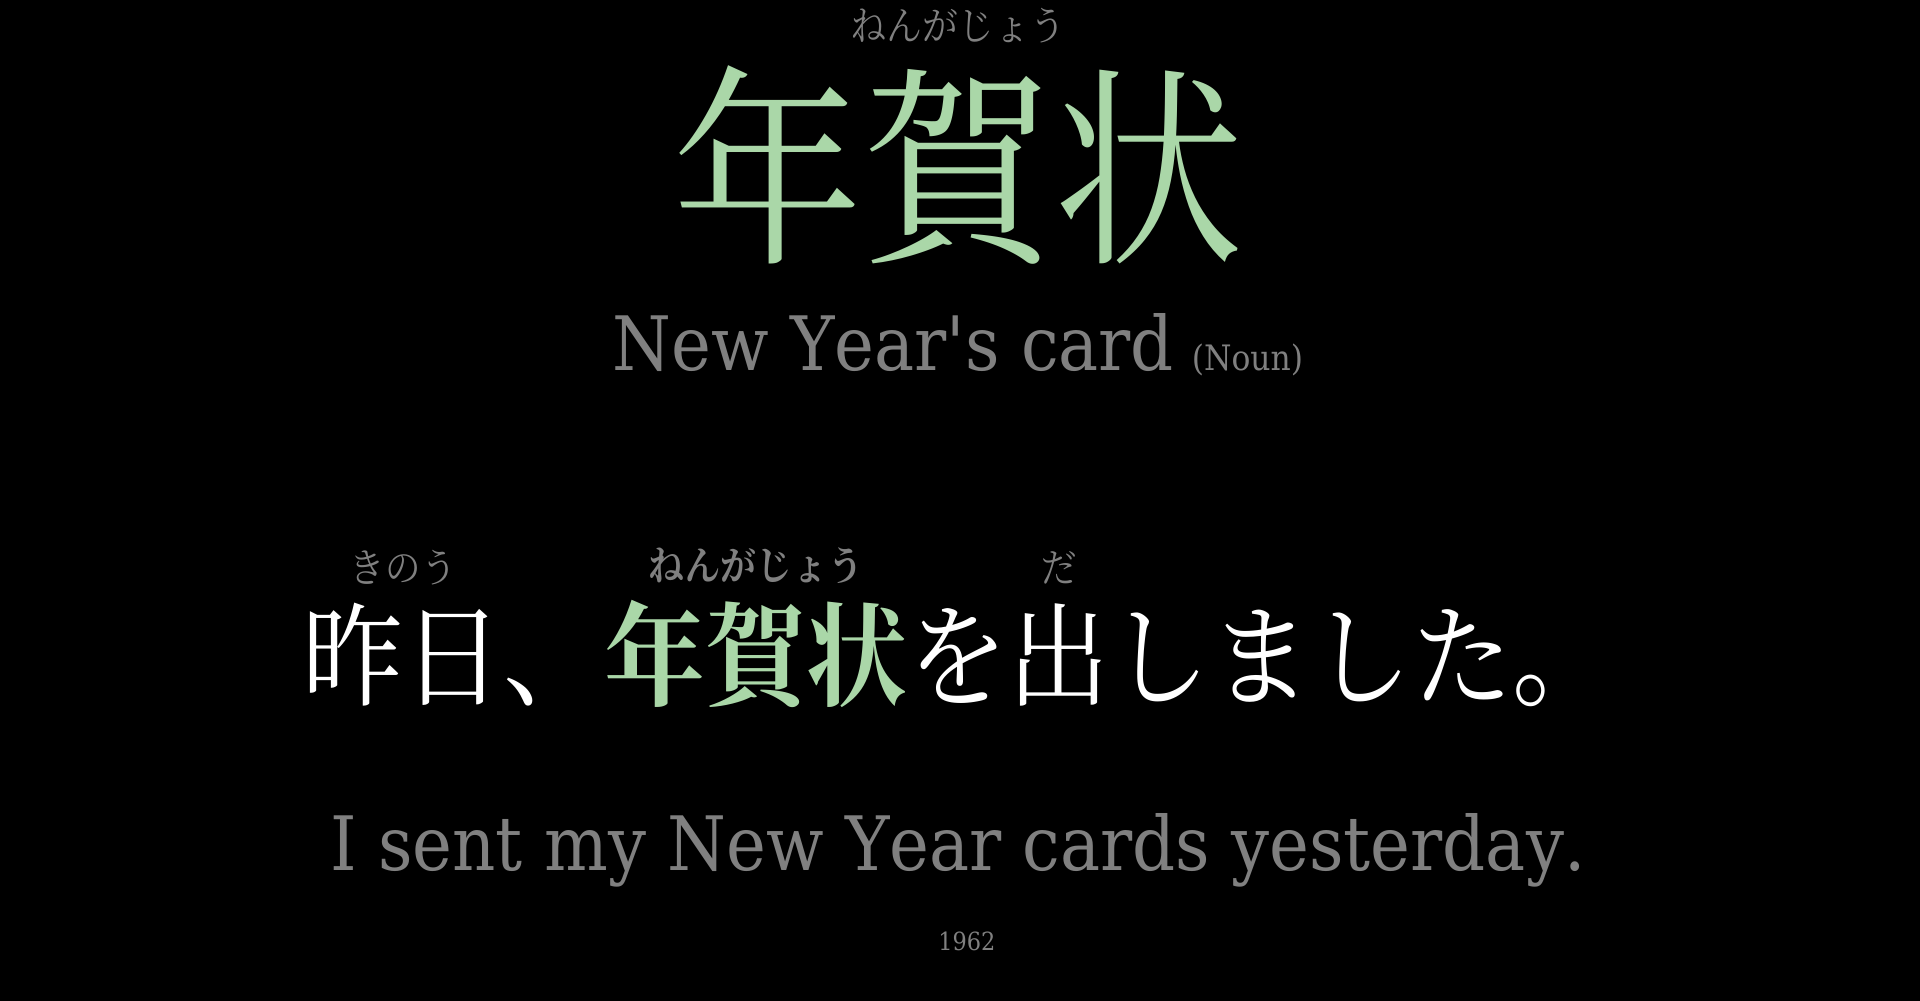 ねんがじょう
年賀状
New Year's card (Noun)
きのう ねんがじょう だ
昨日、年賀状を出しました。
I sent my New Year cards yesterday.
1962